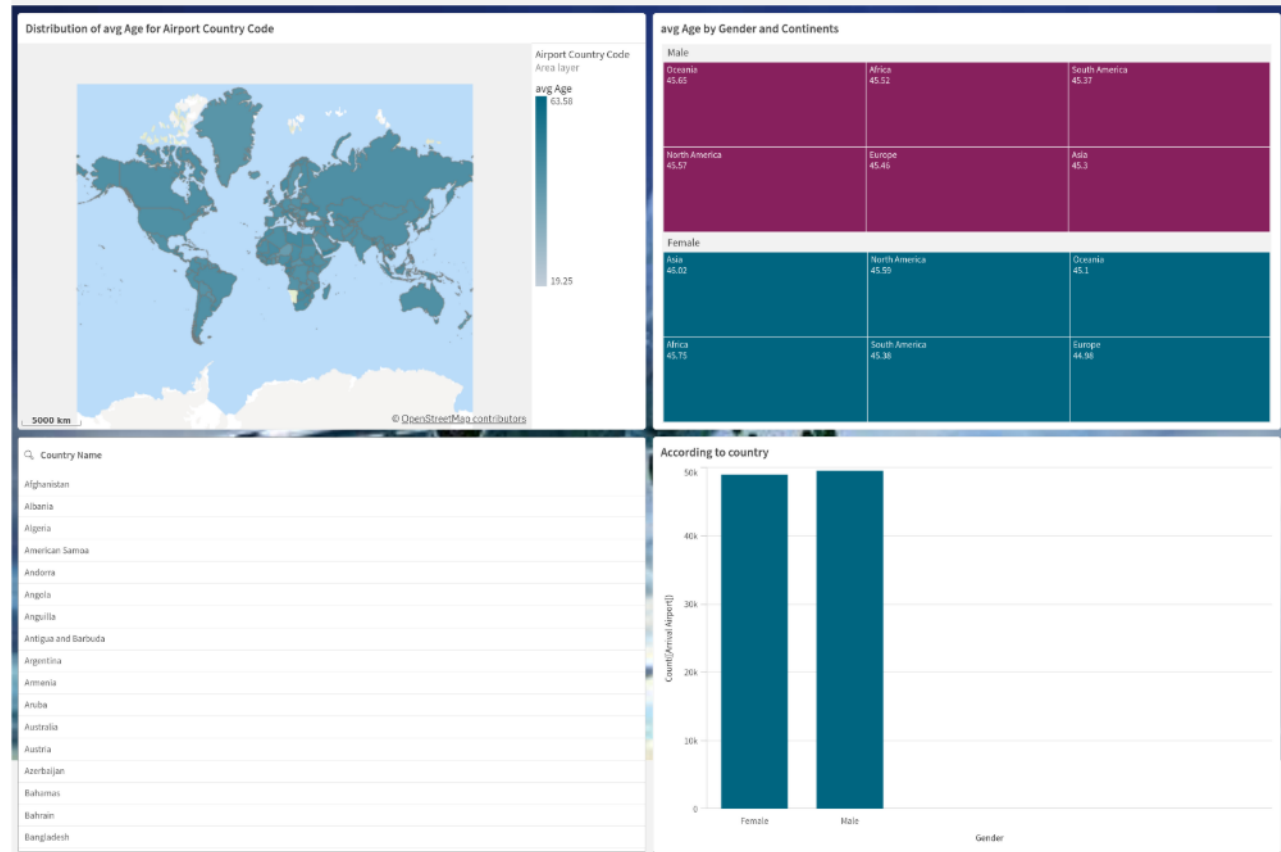 Distribution of avg Age for Airport Country Code
Airport Country Code
Area layer
avg Age
63.58
19.25
5000 km
© OpenStreetMap contributors
avg Age by Gender and Continents
Male
Oceania
45.65
Africa
45.52
South America
45.37
North America
45.57
Europe
45.46
Asia
45.3
Female
Asia
46.02
North America
45.59
Oceania
45.1
Africa
45.75
South America
45.38
Europe
44.98
Country Name
Afghanistan
Albania
Algeria
American Samoa
Andorra
Angola
Anguilla
Antigua and Barbuda
Argentina
Armenia
Aruba
Australia
Austria
Azerbaijan
Bahamas
Bahrain
Bangladesh
According to country
Count([Arrival Airport])
50k
40k
30k
20k
10k
0
Female
Male
Gender